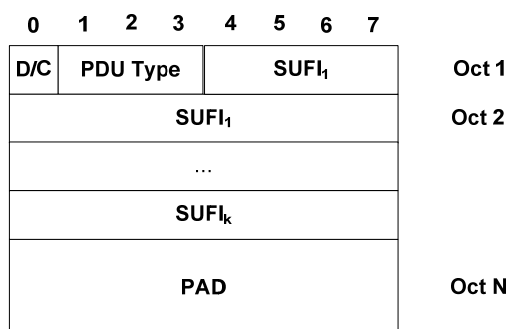 0 1 2 3 4 5 6 7
D/C PDU Type SUFI₁ Oct 1
SUFI₁ Oct 2
...
SUFIₖ
PAD Oct N